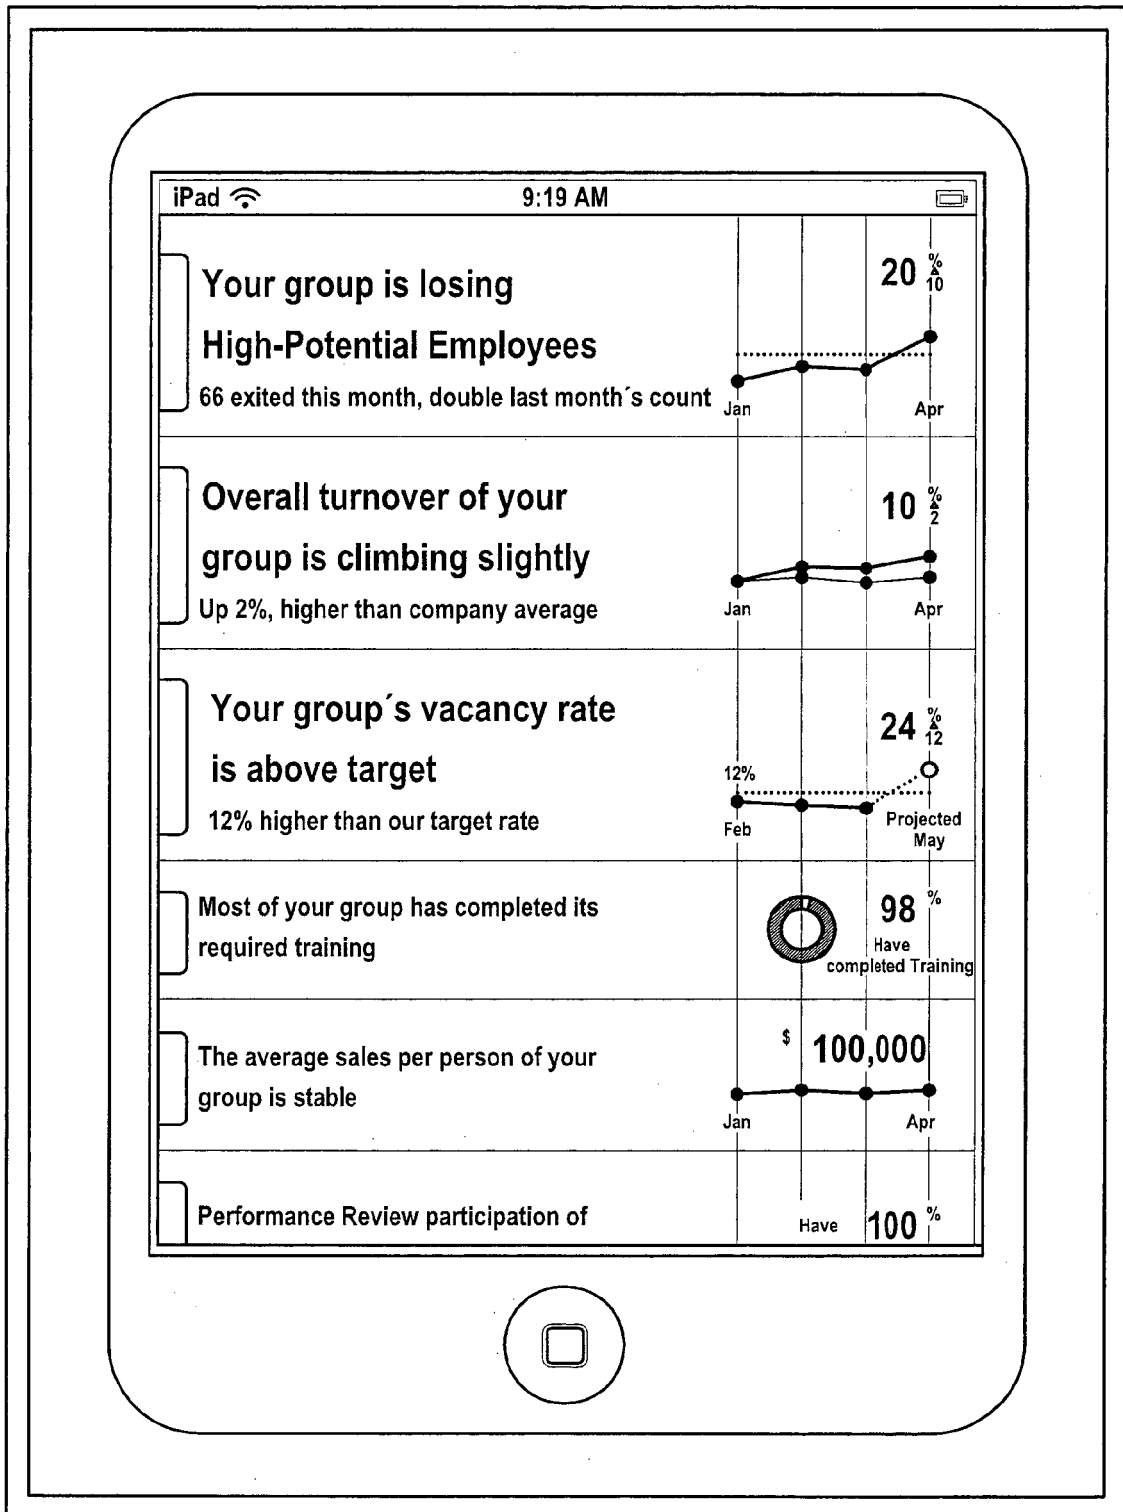 iPad 9:19 AM
Your group is losing
High-Potential Employees
66 exited this month, double last month´s count
20 %
▲
10
Jan Apr
Overall turnover of your
group is climbing slightly
Up 2%, higher than company average
10 %
▲
2
Jan Apr
Your group´s vacancy rate
is above target
12% higher than our target rate
24 %
▲
12
12%
Feb
Projected
May
Most of your group has completed its
required training
98 %
Have
completed Training
The average sales per person of your
group is stable
$ 100,000
Jan Apr
Performance Review participation of
Have 100 %